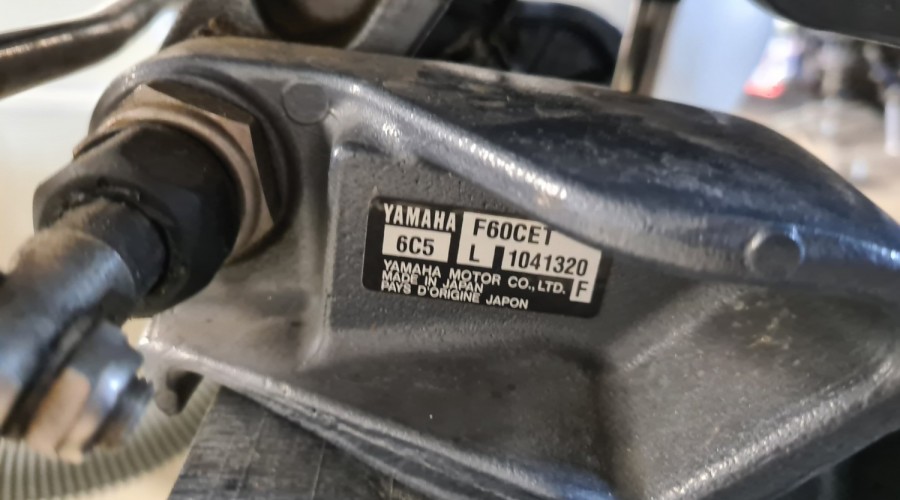 YAMAHA F60CET
6C5 L 1041320
YAMAHA MOTOR CO., LTD. F
MADE IN JAPAN
PAYS D'ORIGINE JAPON